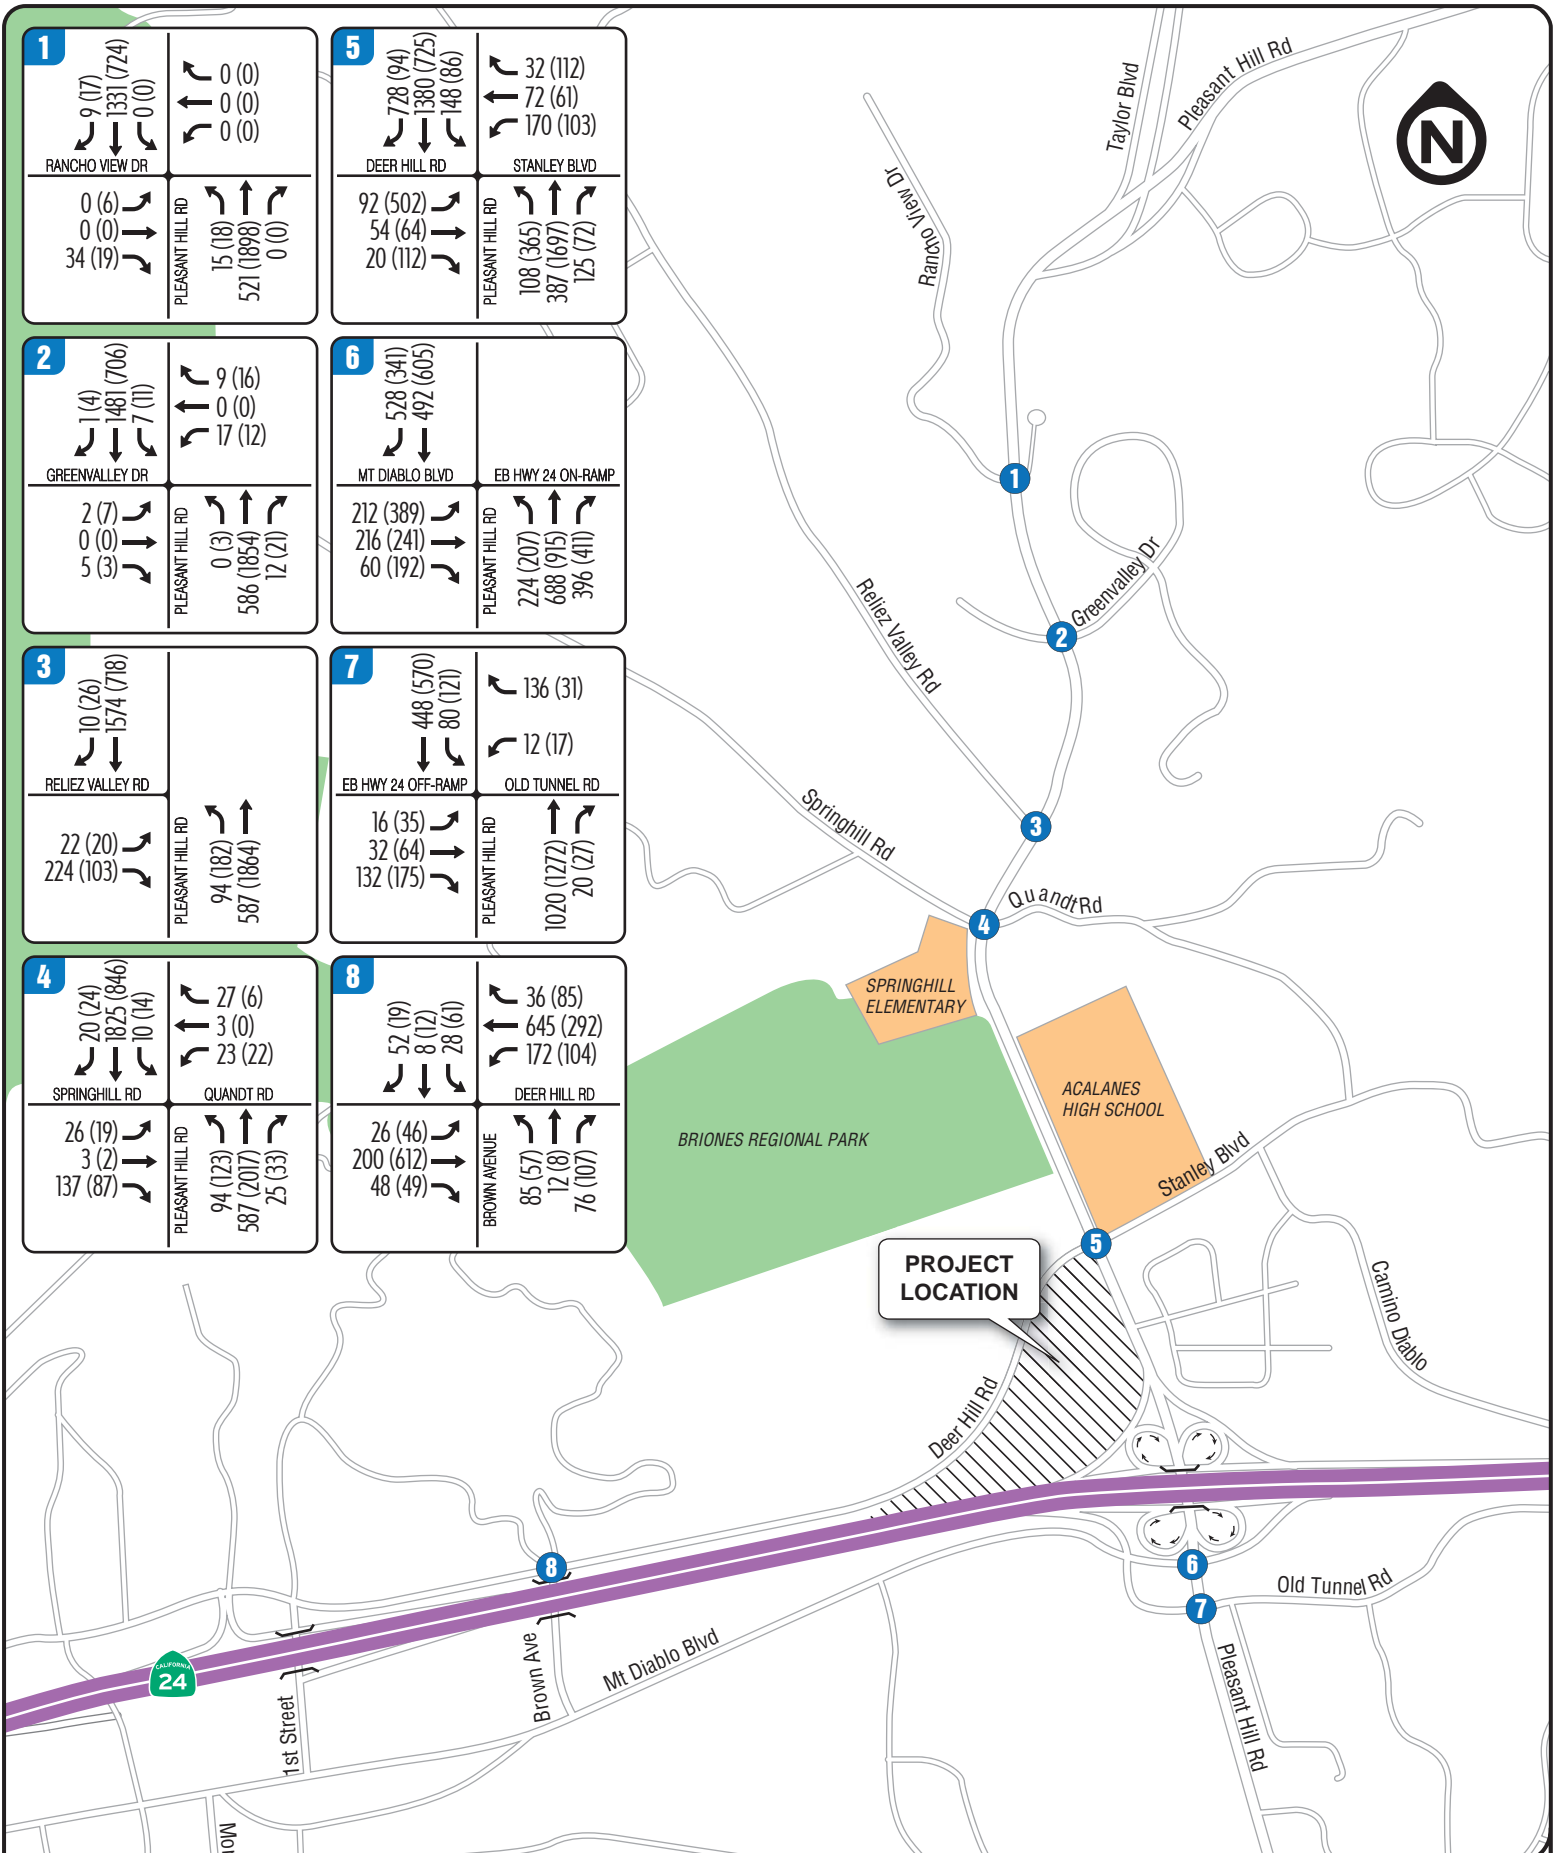 1
9 (17)
1331 (724)
0 (0)
0 (0)
0 (0)
0 (0)
RANCHO VIEW DR
0 (6)
0 (0)
34 (19)
PLEASANT HILL RD
15 (18)
521 (1898)
0 (0)
5
728 (94)
1380 (725)
148 (86)
32 (112)
72 (61)
170 (103)
DEER HILL RD
STANLEY BLVD
92 (502)
54 (64)
20 (112)
PLEASANT HILL RD
108 (365)
387 (1697)
125 (72)
2
1 (4)
1481 (706)
7 (11)
9 (16)
0 (0)
17 (12)
GREENVALLEY DR
2 (7)
0 (0)
5 (3)
PLEASANT HILL RD
0 (3)
586 (1854)
12 (21)
6
528 (341)
492 (605)
MT DIABLO BLVD
EB HWY 24 ON-RAMP
212 (389)
216 (241)
60 (192)
PLEASANT HILL RD
224 (207)
688 (915)
396 (411)
3
10 (26)
1574 (718)
RELIEZ VALLEY RD
22 (20)
224 (103)
PLEASANT HILL RD
94 (182)
587 (1864)
7
448 (570)
80 (121)
136 (31)
12 (17)
EB HWY 24 OFF-RAMP
OLD TUNNEL RD
16 (35)
32 (64)
132 (175)
PLEASANT HILL RD
1020 (1272)
20 (27)
4
20 (24)
1825 (846)
10 (14)
27 (6)
3 (0)
23 (22)
SPRINGHILL RD
QUANDT RD
26 (19)
3 (2)
137 (87)
PLEASANT HILL RD
94 (123)
587 (2017)
25 (33)
8
52 (19)
8 (12)
28 (61)
36 (85)
645 (292)
172 (104)
DEER HILL RD
26 (46)
200 (612)
48 (49)
BROWN AVENUE
85 (57)
12 (8)
76 (107)
Taylor Blvd
Pleasant Hill Rd
N
Rancho View Dr
1
Greenvalley Dr
2
Reliez Valley Rd
3
Springhill Rd
Quandt Rd
4
SPRINGHILL
ELEMENTARY
ACALANES
HIGH SCHOOL
BRIONES REGIONAL PARK
Stanley Blvd
5
PROJECT
LOCATION
Camino Diablo
Deer Hill Rd
8
6
Old Tunnel Rd
7
Brown Ave
Mt Diablo Blvd
Pleasant Hill Rd
CALIFORNIA
24
1st Street